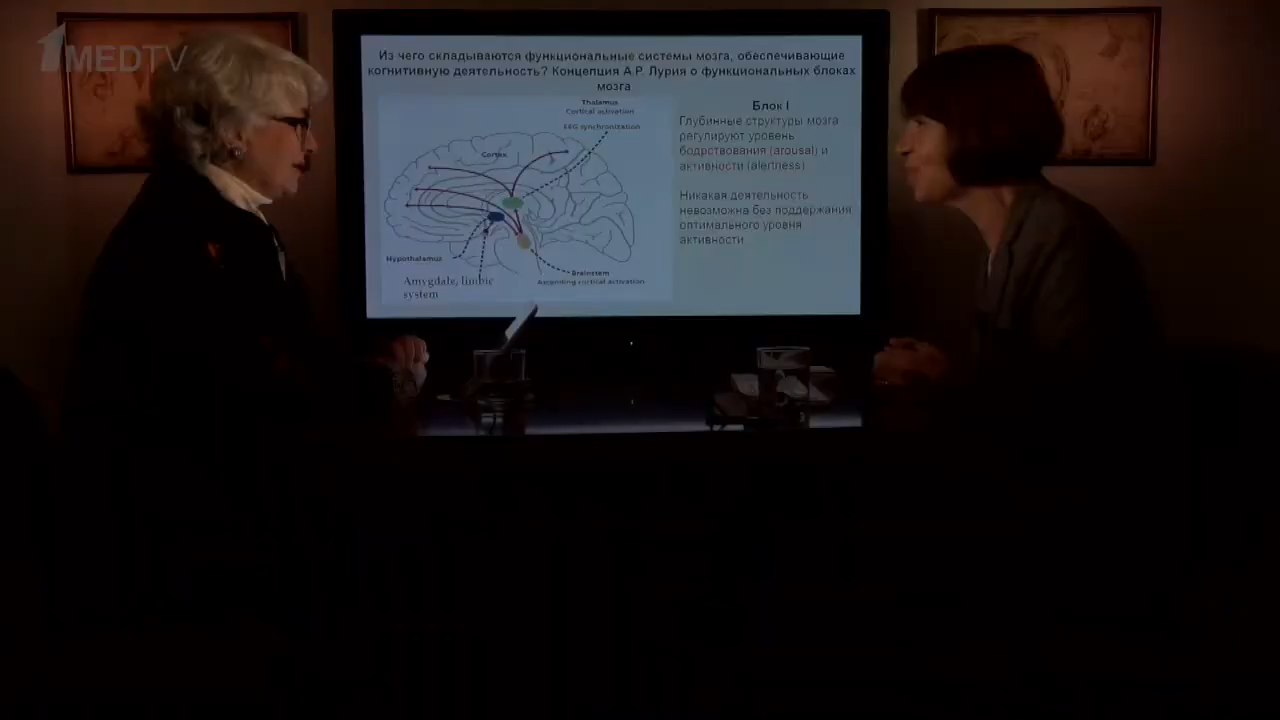 1MEDTV
Из чего складываются функциональные системы мозга, обеспечивающие
когнитивную деятельность? Концепция А.Р. Лурия о функциональных блоках
мозга
Thalamus
Cortical activation
EEG synchronization
Cortex
Hypothalamus
Amygdala, limbic
system
Brainstem
Ascending cortical activation
Блок I
Глубинные структуры мозга
регулируют уровень
бодрствования (arousal) и
активности (alertness)
Никакая деятельность
невозможна без поддержания
оптимального уровня
активности